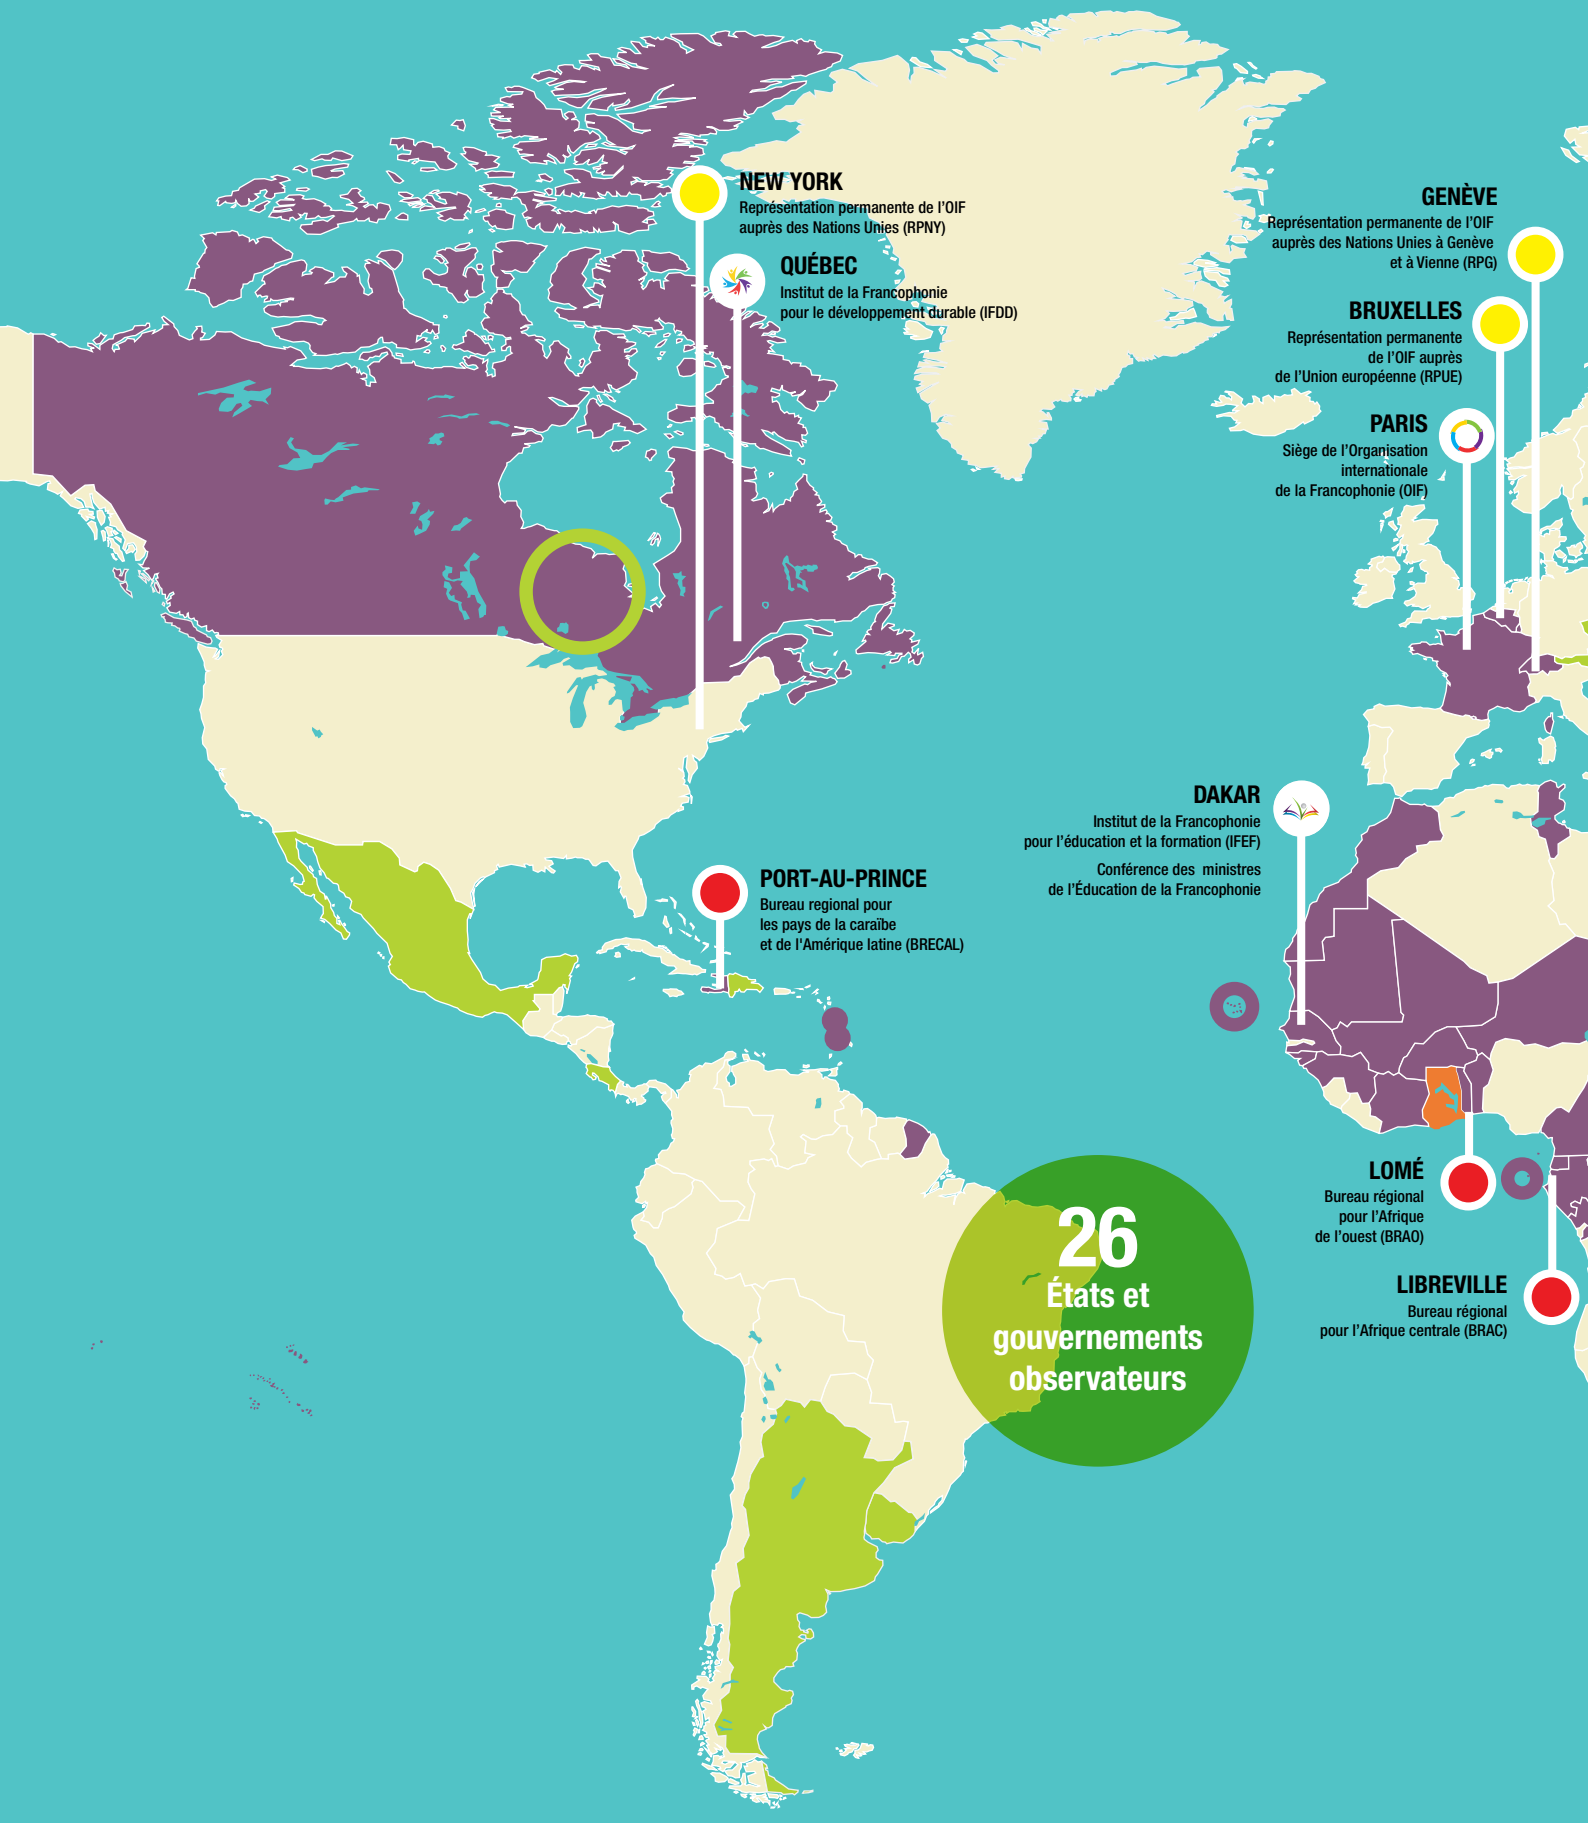 NEW YORK
Représentation permanente de l’OIF
auprès des Nations Unies (RPNY)
QUÉBEC
Institut de la Francophonie
pour le développement durable (IFDD)
GENÈVE
Représentation permanente de l’OIF
auprès des Nations Unies à Genève
et à Vienne (RPG)
BRUXELLES
Représentation permanente
de l’OIF auprès
de l’Union européenne (RPUE)
PARIS
Siège de l’Organisation
internationale
de la Francophonie (OIF)
DAKAR
Institut de la Francophonie
pour l’éducation et la formation (IFEF)
Conférence des ministres
de l’Éducation de la Francophonie
PORT-AU-PRINCE
Bureau regional pour
les pays de la caraïbe
et de l'Amérique latine (BRECAL)
LOMÉ
Bureau régional
pour l’Afrique
de l’ouest (BRAO)
LIBREVILLE
Bureau régional
pour l’Afrique centrale (BRAC)
26
États et
gouvernements
observateurs